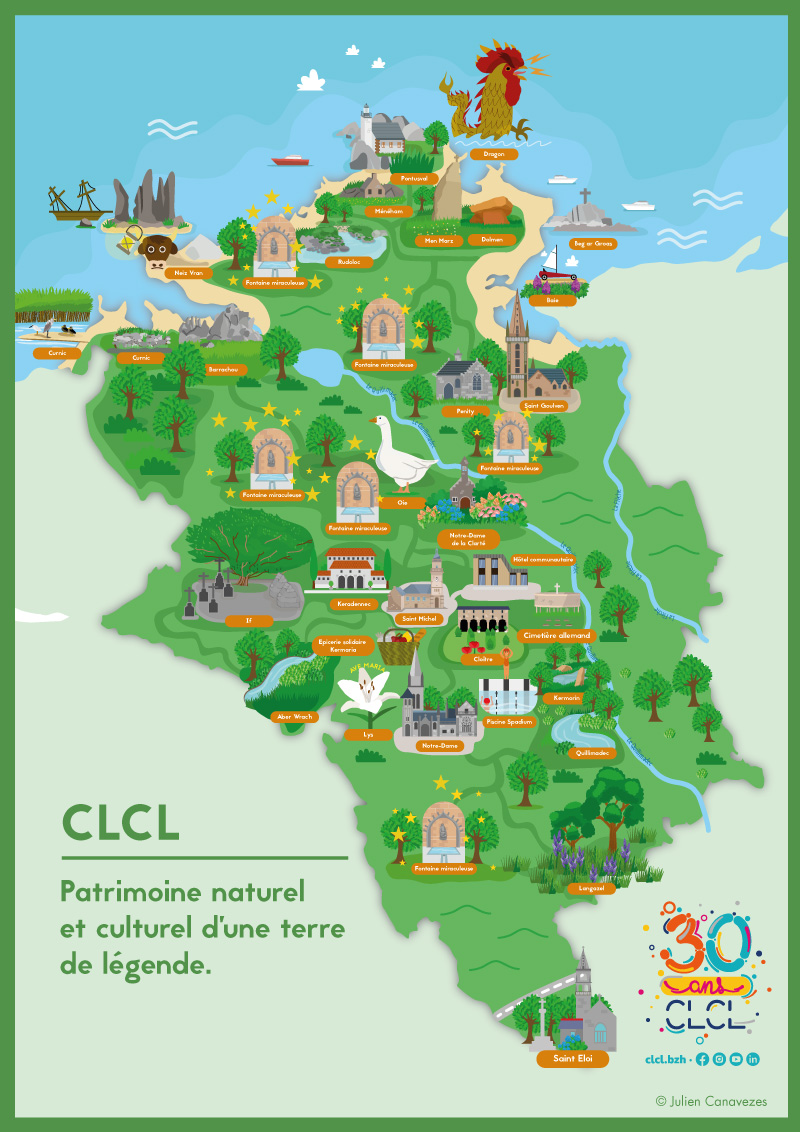 Dragon
Pontusval
Ménéham
Men Marz
Dolmen
Beg ar Groas
Rudoloc
Neiz Vran
Fontaine miraculeuse
Baie
Curnic
Curnic
Barrachou
Fontaine miraculeuse
Penity
Saint Goulven
Fontaine miraculeuse
Fontaine miraculeuse
Oie
Fontaine miraculeuse
Notre-Dame
de la Clarté
Hôtel communautaire
If
Keradennec
Saint Michel
Cimetière allemand
Epicerie solidaire
Kermaria
Cloître
AVE MARIA
Kermarin
Aber Wrach
Lys
Notre-Dame
Piscine Spadium
Quillimadec
Fontaine miraculeuse
Langazel
CLCL
Patrimoine naturel
et culturel d'une terre
de légende.
30
ans
CLCL
Saint Eloi
clcl.bzh
© Julien Canavezes